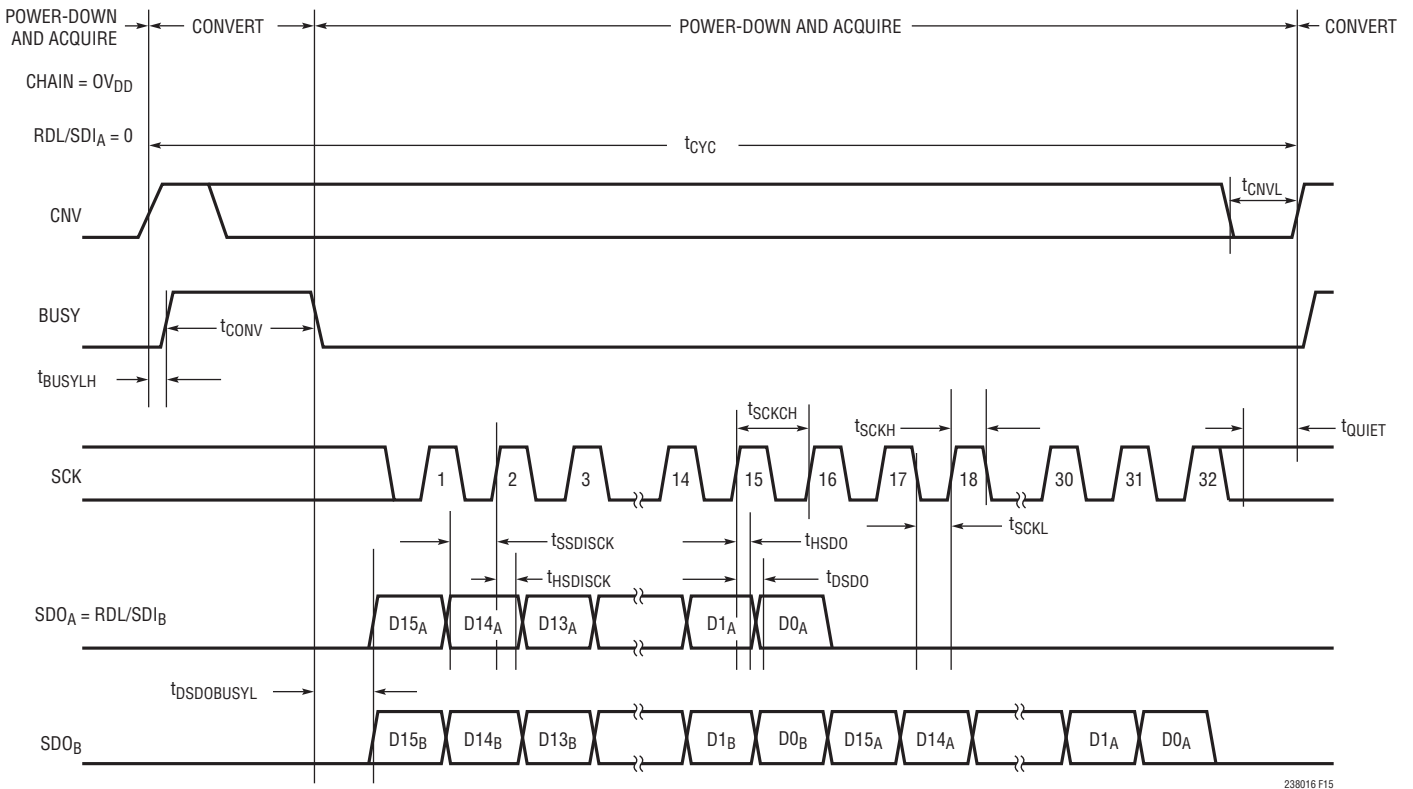 POWER-DOWN
AND ACQUIRE
CONVERT
POWER-DOWN AND ACQUIRE
CONVERT
CHAIN = OVDD
RDL/SDIA = 0
tCYC
CNV
tCNVL
BUSY
tCONV
tBUSYLH
tSCKCH
tSCKH
tQUIET
SCK
1 2 3 14 15 16 17 18 30 31 32
tSSDISCK
tHSDO
tSCKL
tHSDISCK
tDSDO
SDOA = RDL/SDIB
D15A D14A D13A D1A D0A
tDSDOBUSYL
SDOB
D15B D14B D13B D1B D0B D15A D14A D1A D0A
238016 F15